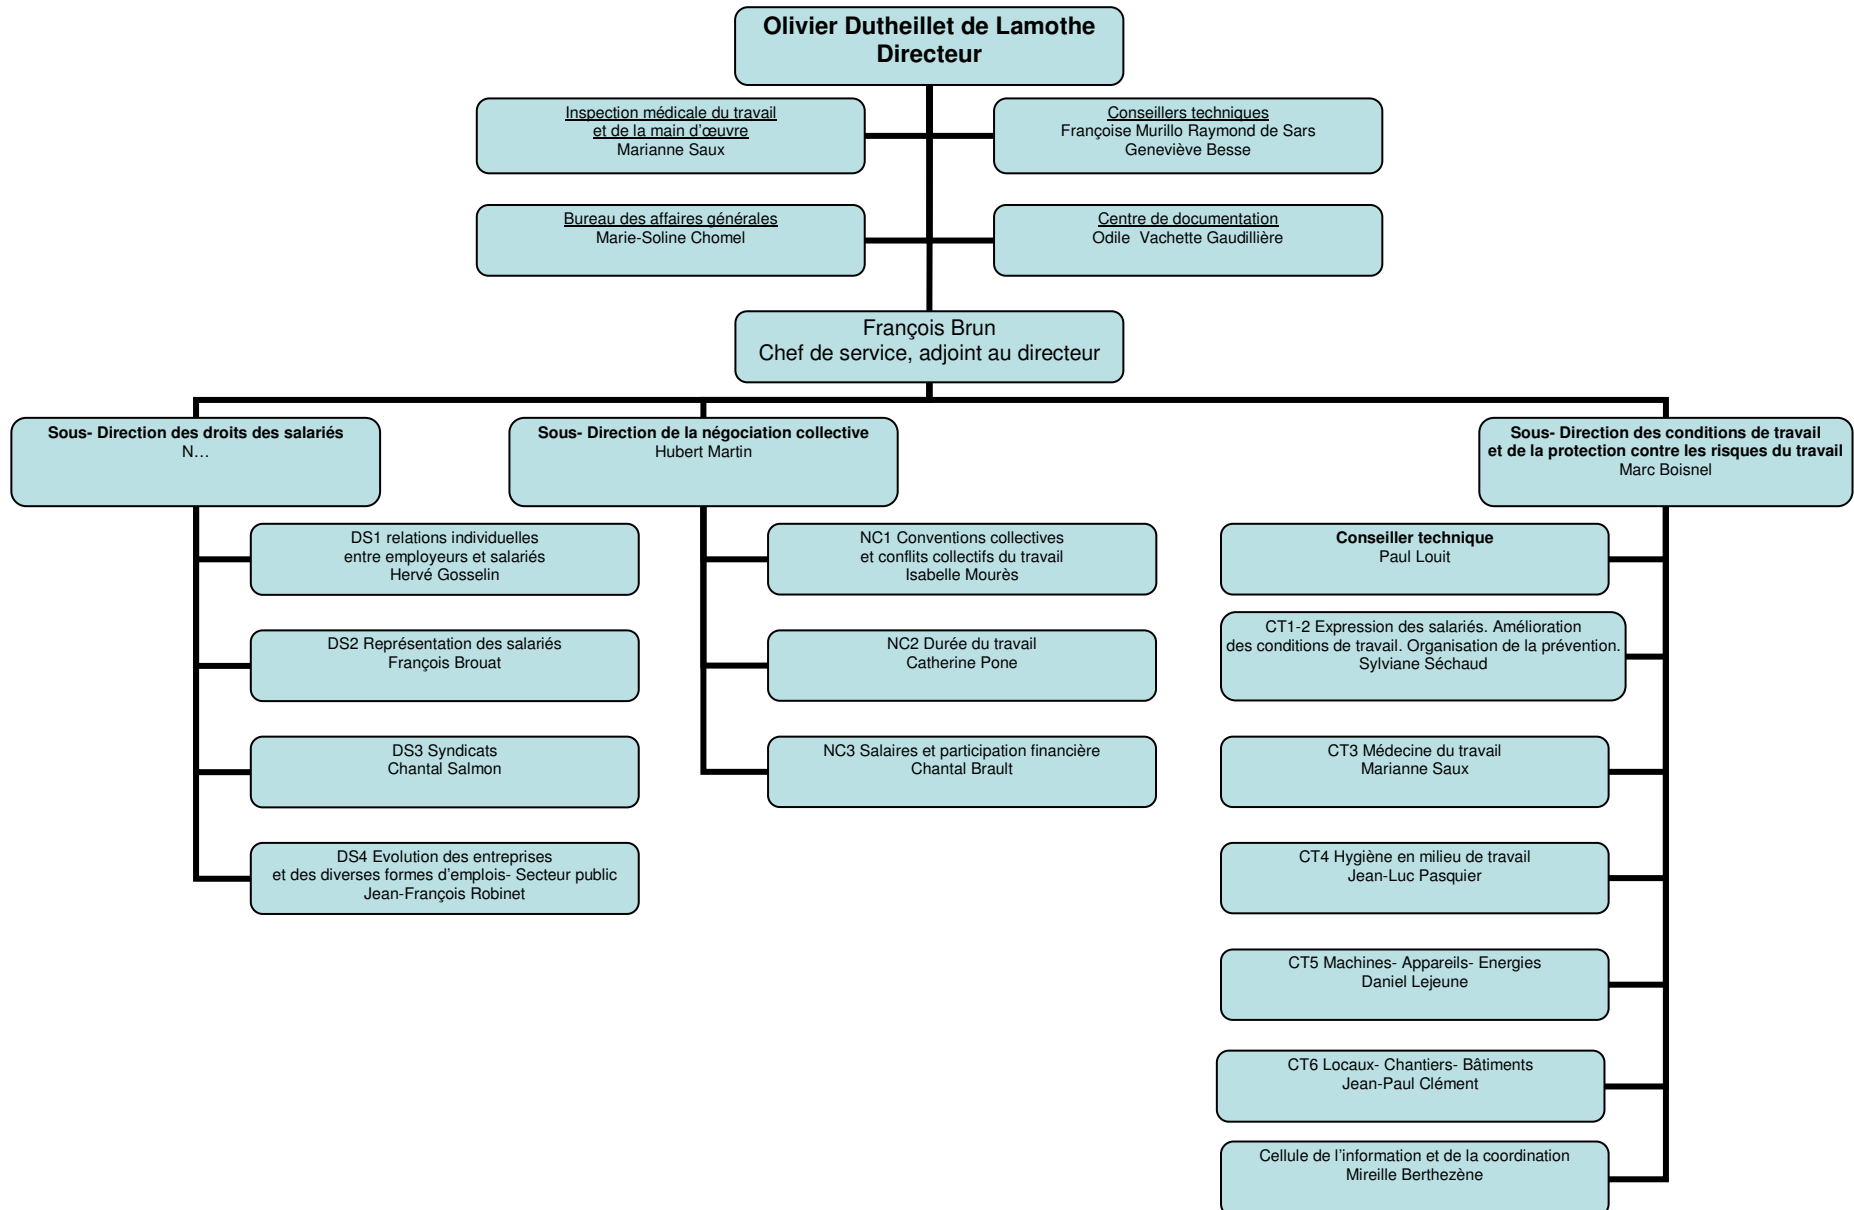 Olivier Dutheillet de Lamothe
Directeur
Inspection médicale du travail
et de la main d’œuvre
Marianne Saux
Conseillers techniques
Françoise Murillo Raymond de Sars
Geneviève Besse
Bureau des affaires générales
Marie-Soline Chomel
Centre de documentation
Odile  Vachette Gaudillière
François Brun
Chef de service, adjoint au directeur
Sous- Direction des droits des salariés
N…
Sous- Direction de la négociation collective
Hubert Martin
Sous- Direction des conditions de travail
et de la protection contre les risques du travail
Marc Boisnel
DS1 relations individuelles
entre employeurs et salariés
Hervé Gosselin
DS2 Représentation des salariés
François Brouat
DS3 Syndicats
Chantal Salmon
DS4 Evolution des entreprises
et des diverses formes d’emplois- Secteur public
Jean-François Robinet
NC1 Conventions collectives
et conflits collectifs du travail
Isabelle Mourès
NC2 Durée du travail
Catherine Pone
NC3 Salaires et participation financière
Chantal Brault
Conseiller technique
Paul Louit
CT1-2 Expression des salariés. Amélioration
des conditions de travail. Organisation de la prévention.
Sylviane Séchaud
CT3 Médecine du travail
Marianne Saux
CT4 Hygiène en milieu de travail
Jean-Luc Pasquier
CT5 Machines- Appareils- Energies
Daniel Lejeune
CT6 Locaux- Chantiers- Bâtiments
Jean-Paul Clément
Cellule de l’information et de la coordination
Mireille Berthezène